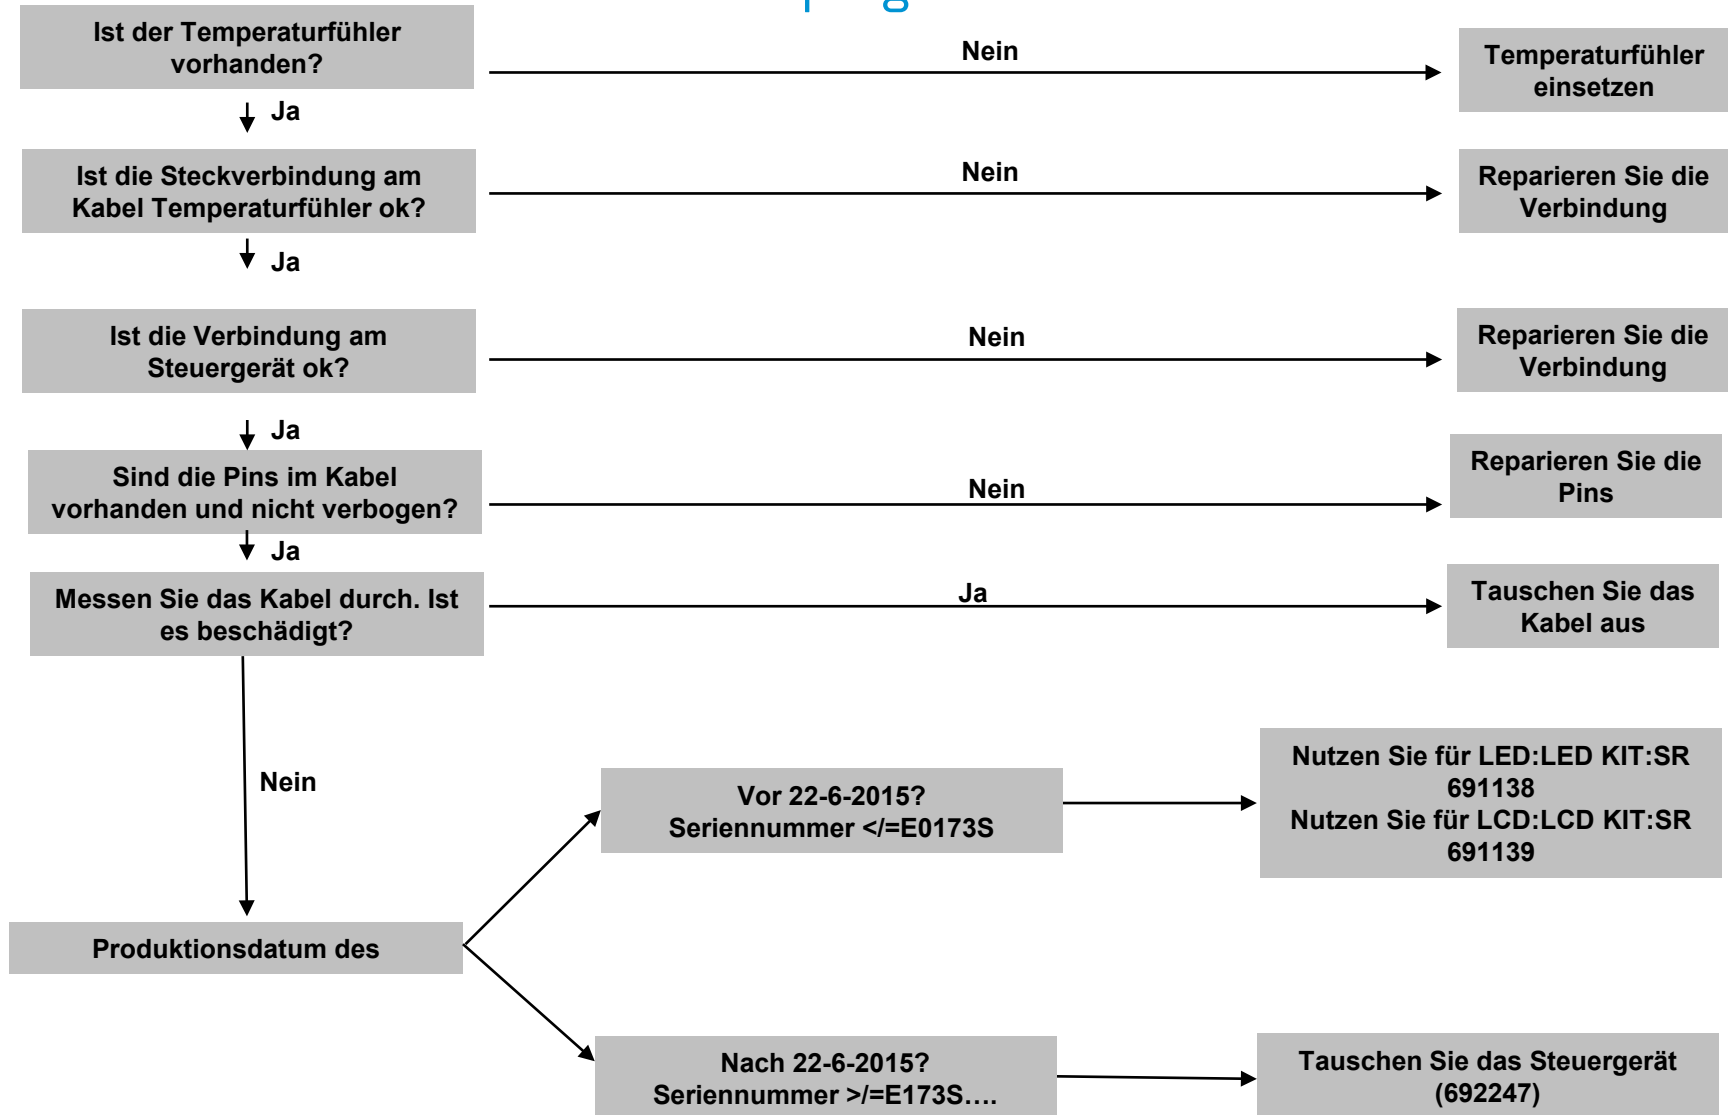 Ist der Temperaturfühler
vorhanden?
Nein
Temperaturfühler
einsetzen
Ja
Ist die Steckverbindung am
Kabel Temperaturfühler ok?
Nein
Reparieren Sie die
Verbindung
Ja
Ist die Verbindung am
Steuergerät ok?
Nein
Reparieren Sie die
Verbindung
Ja
Sind die Pins im Kabel
vorhanden und nicht verbogen?
Nein
Reparieren Sie die
Pins
Ja
Messen Sie das Kabel durch. Ist
es beschädigt?
Ja
Tauschen Sie das
Kabel aus
Nein
Vor 22-6-2015?
Seriennummer </=E0173S
Nutzen Sie für LED:LED KIT:SR
691138
Nutzen Sie für LCD:LCD KIT:SR
691139
Produktionsdatum des
Nach 22-6-2015?
Seriennummer >/=E173S….
Tauschen Sie das Steuergerät
(692247)